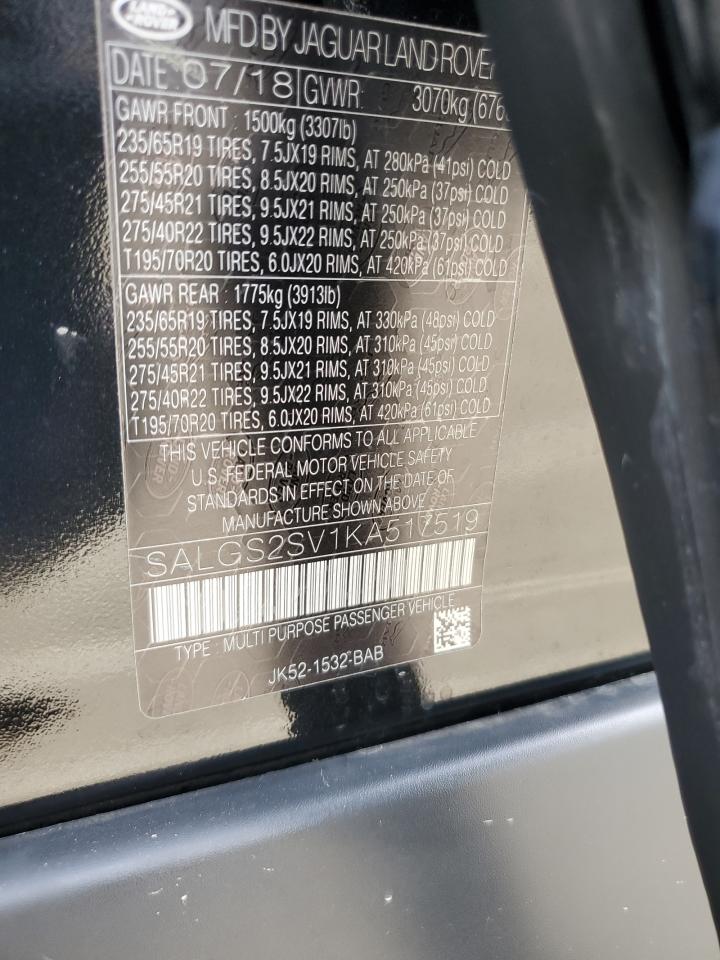 LAND ROVER
MFD.BY JAGUAR LAND ROVE
DATE: 07/18 GVWR: 3070kg (676
GAWR FRONT : 1500kg (3307lb)
235/65R19 TIRES, 7.5JX19 RIMS, AT 280kPa (41psi) COLD
255/55R20 TIRES, 8.5JX20 RIMS, AT 250kPa (37psi) COLD
275/45R21 TIRES, 9.5JX21 RIMS, AT 250kPa (37psi) COLD
275/40R22 TIRES, 9.5JX22 RIMS, AT 250kPa (37psi) COLD
T195/70R20 TIRES, 6.0JX20 RIMS, AT 420kPa (61psi) COLD
GAWR REAR : 1775kg (3913lb)
235/65R19 TIRES, 7.5JX19 RIMS, AT 330kPa (48psi) COLD
255/55R20 TIRES, 8.5JX20 RIMS, AT 310kPa (45psi) COLD
275/45R21 TIRES, 9.5JX21 RIMS, AT 310kPa (45psi) COLD
275/40R22 TIRES, 9.5JX22 RIMS, AT 310kPa (45psi) COLD
T195/70R20 TIRES, 6.0JX20 RIMS, AT 420kPa (61psi) COLD
THIS VEHICLE CONFORMS TO ALL APPLICABLE
U.S. FEDERAL MOTOR VEHICLE SAFETY
STANDARDS IN EFFECT ON THE DATE OF
MANUFACTURE SHOWN ABOVE
SALGS2SV1KA517519
TYPE : MULTI PURPOSE PASSENGER VEHICLE
JK52-1532-BAB